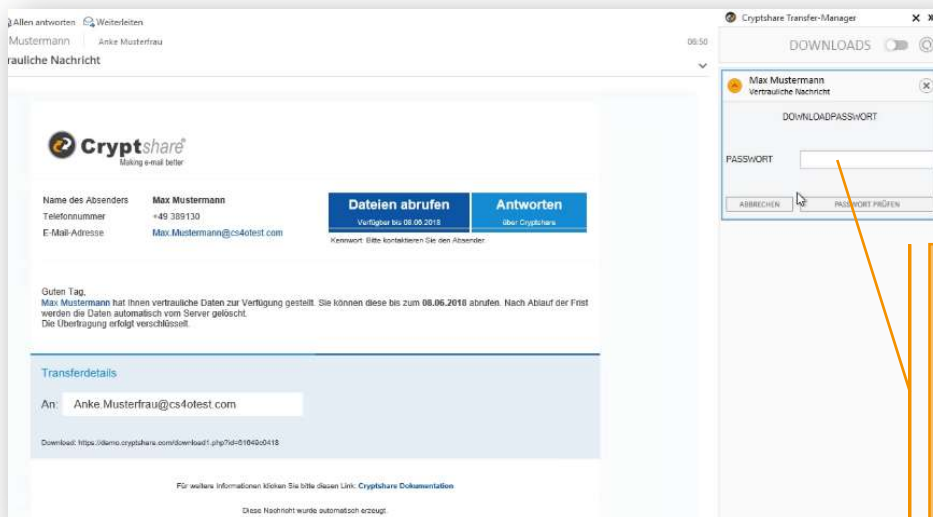 Allen antworten Weiterleiten
Mustermann Anke Musterfrau 06:50
rauliche Nachricht
Cryptshare
Making e-mail better
Name des Absenders Max Mustermann
Telefonnummer +49 389130
E-Mail-Adresse Max.Mustermann@cs4otest.com
Dateien abrufen
Verfügbar bis 08.06.2018
Antworten
über Cryptshare
Kennwort: Bitte kontaktieren Sie den Absender.
Guten Tag,
Max Mustermann hat Ihnen vertrauliche Daten zur Verfügung gestellt. Sie können diese bis zum 08.06.2018 abrufen. Nach Ablauf der Frist
werden die Daten automatisch vom Server gelöscht.
Die Übertragung erfolgt verschlüsselt.
Transferdetails
An: Anke.Musterfrau@cs4otest.com
Download: https://demo.cryptshare.com/download1.php?id=61649c0418
Für weitere Informationen klicken Sie bitte diesen Link: Cryptshare Dokumentation
Diese Nachricht wurde automatisch erzeugt.
Cryptshare Transfer-Manager
DOWNLOADS
Max Mustermann
Vertrauliche Nachricht
DOWNLOADPASSWORT
PASSWORT
ABBRECHEN PASSWORT PRÜFEN